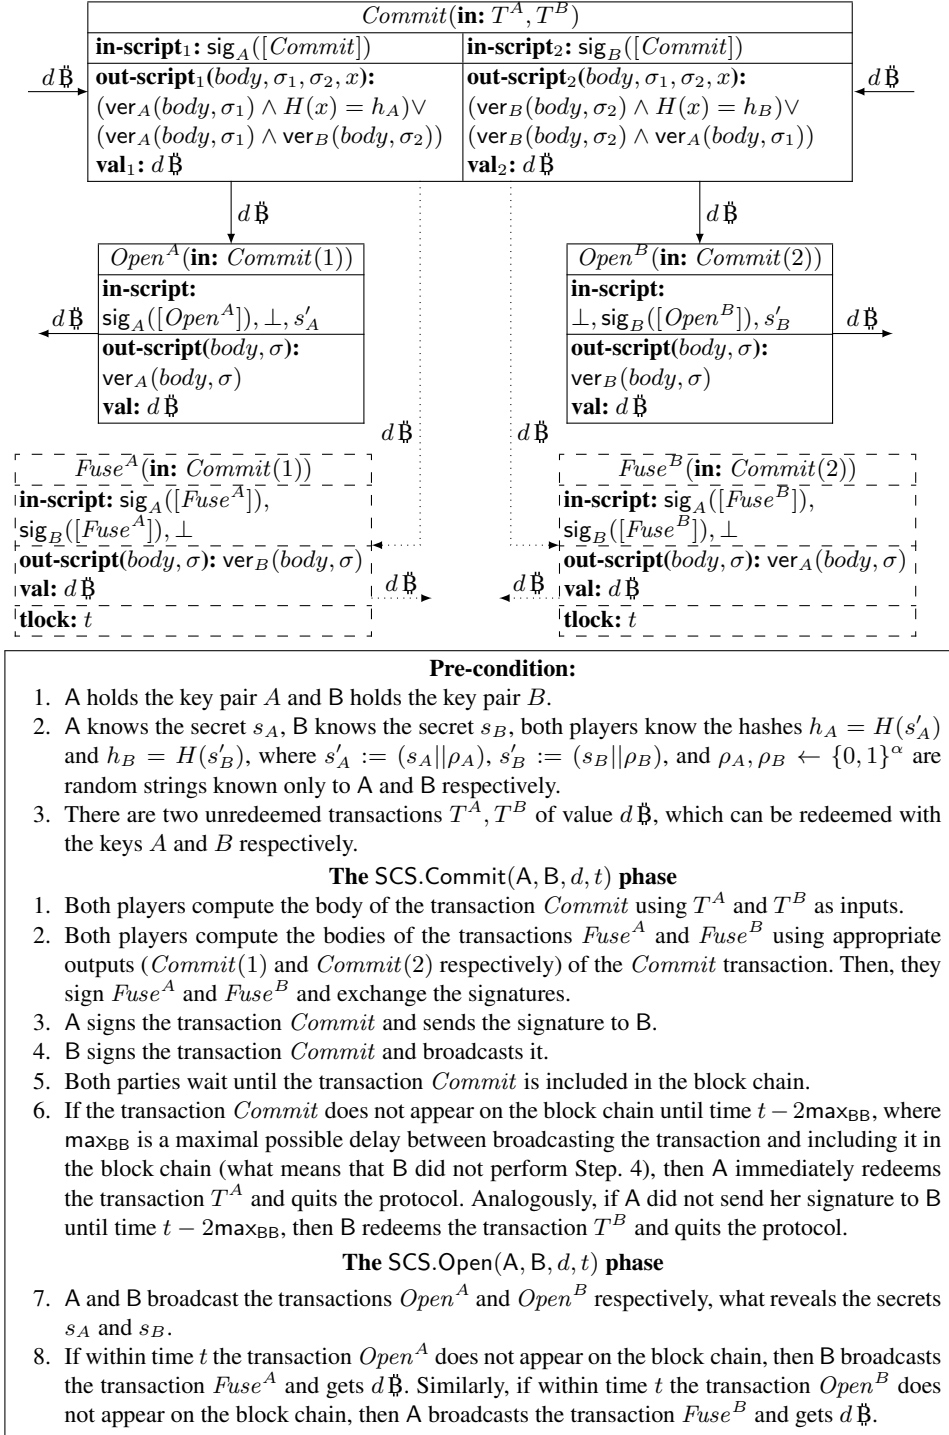 Commit(in: T^A, T^B)
in-script₁: sig_A([Commit])
in-script₂: sig_B([Commit])
d ₿
out-script₁(body, σ₁, σ₂, x):
(ver_A(body, σ₁) ∧ H(x) = h_A)∨
(ver_A(body, σ₁) ∧ ver_B(body, σ₂))
val₁: d ₿
out-script₂(body, σ₁, σ₂, x):
(ver_B(body, σ₂) ∧ H(x) = h_B)∨
(ver_B(body, σ₂) ∧ ver_A(body, σ₁))
val₂: d ₿
d ₿
d ₿
d ₿
Open^A(in: Commit(1))
in-script:
sig_A([Open^A]), ⊥, s'_A
out-script(body, σ):
ver_A(body, σ)
val: d ₿
d ₿
Open^B(in: Commit(2))
in-script:
⊥, sig_B([Open^B]), s'_B
out-script(body, σ):
ver_B(body, σ)
val: d ₿
d ₿
d ₿
d ₿
Fuse^A(in: Commit(1))
in-script: sig_A([Fuse^A]),
sig_B([Fuse^A]), ⊥
out-script(body, σ): ver_B(body, σ)
val: d ₿
tlock: t
d ₿
Fuse^B(in: Commit(2))
in-script: sig_A([Fuse^B]),
sig_B([Fuse^B]), ⊥
out-script(body, σ): ver_A(body, σ)
val: d ₿
tlock: t
d ₿
Pre-condition:
1. A holds the key pair A and B holds the key pair B.
2. A knows the secret s_A, B knows the secret s_B, both players know the hashes h_A = H(s'_A)
and h_B = H(s'_B), where s'_A := (s_A||ρ_A), s'_B := (s_B||ρ_B), and ρ_A, ρ_B ← {0, 1}^α are
random strings known only to A and B respectively.
3. There are two unredeemed transactions T^A, T^B of value d ₿, which can be redeemed with
the keys A and B respectively.
The SCS.Commit(A, B, d, t) phase
1. Both players compute the body of the transaction Commit using T^A and T^B as inputs.
2. Both players compute the bodies of the transactions Fuse^A and Fuse^B using appropriate
outputs (Commit(1) and Commit(2) respectively) of the Commit transaction. Then, they
sign Fuse^A and Fuse^B and exchange the signatures.
3. A signs the transaction Commit and sends the signature to B.
4. B signs the transaction Commit and broadcasts it.
5. Both parties wait until the transaction Commit is included in the block chain.
6. If the transaction Commit does not appear on the block chain until time t − 2max_BB, where
max_BB is a maximal possible delay between broadcasting the transaction and including it in
the block chain (what means that B did not perform Step. 4), then A immediately redeems
the transaction T^A and quits the protocol. Analogously, if A did not send her signature to B
until time t − 2max_BB, then B redeems the transaction T^B and quits the protocol.
The SCS.Open(A, B, d, t) phase
7. A and B broadcast the transactions Open^A and Open^B respectively, what reveals the secrets
s_A and s_B.
8. If within time t the transaction Open^A does not appear on the block chain, then B broadcasts
the transaction Fuse^A and gets d ₿. Similarly, if within time t the transaction Open^B does
not appear on the block chain, then A broadcasts the transaction Fuse^B and gets d ₿.